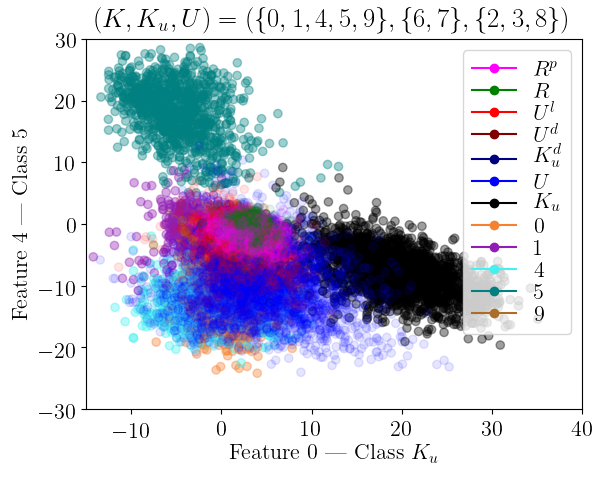 (K, K_u, U) = ({0, 1, 4, 5, 9}, {6, 7}, {2, 3, 8})
30
20
10
0
−10
−20
−30
Feature 4 — Class 5
−10 0 10 20 30 40
Feature 0 — Class K_u
R^p
R
U^l
U^d
K_u^d
U
K_u
0
1
4
5
9